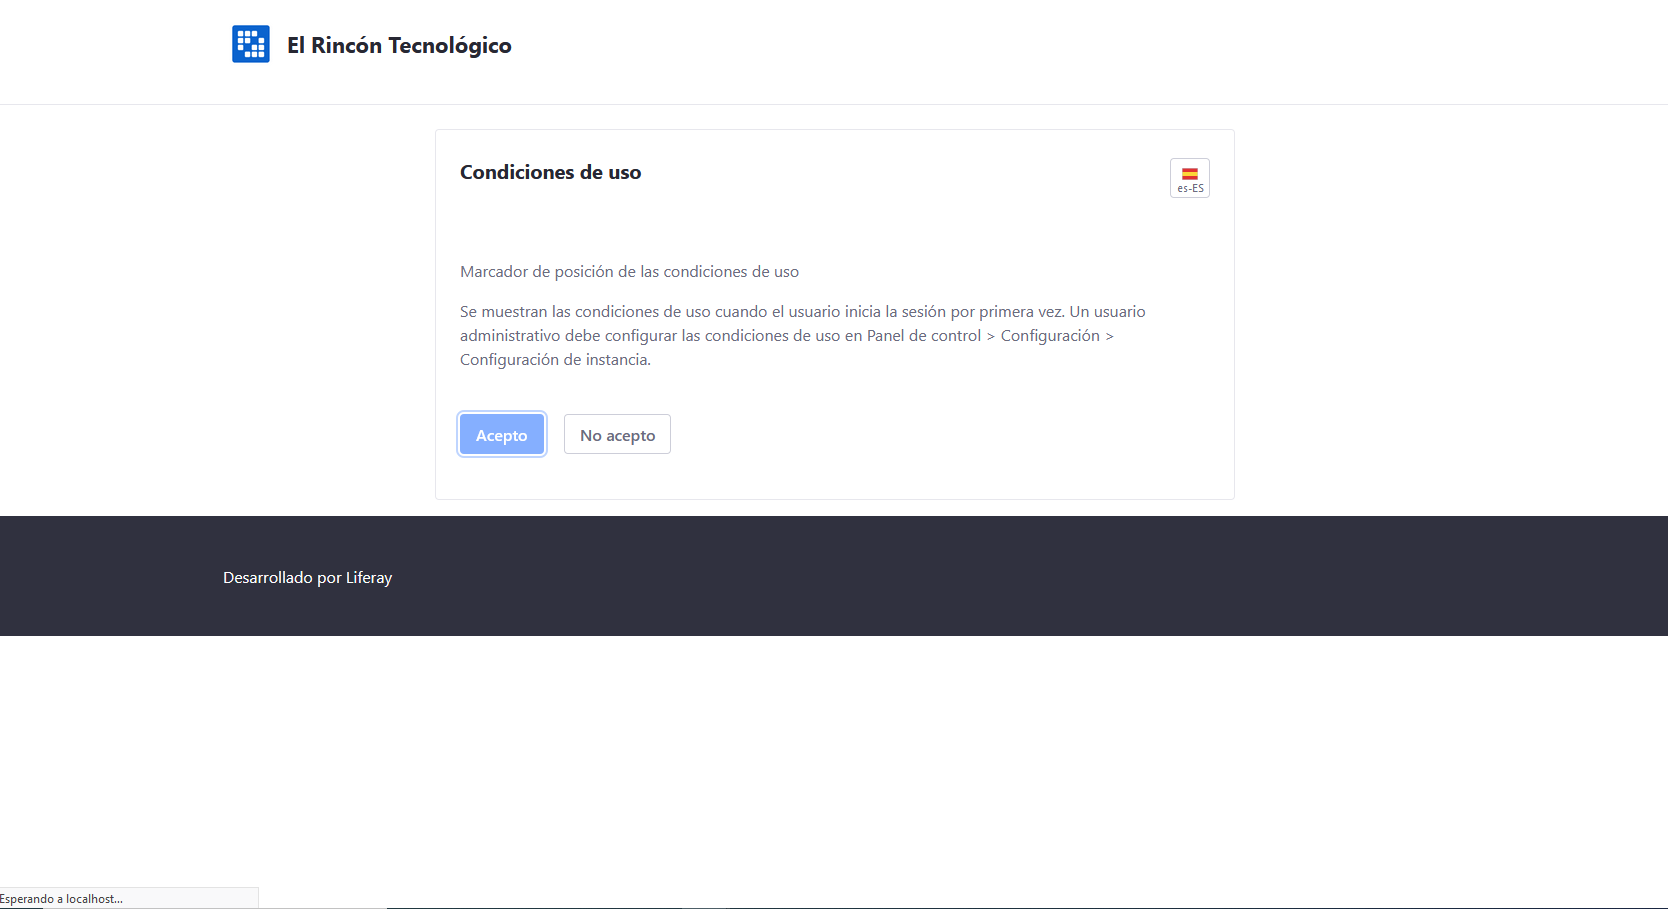 El Rincón Tecnológico
Condiciones de uso
es-ES
Marcador de posición de las condiciones de uso
Se muestran las condiciones de uso cuando el usuario inicia la sesión por primera vez. Un usuario
administrativo debe configurar las condiciones de uso en Panel de control > Configuración >
Configuración de instancia.
Acepto
No acepto
Desarrollado por Liferay
Esperando a localhost...